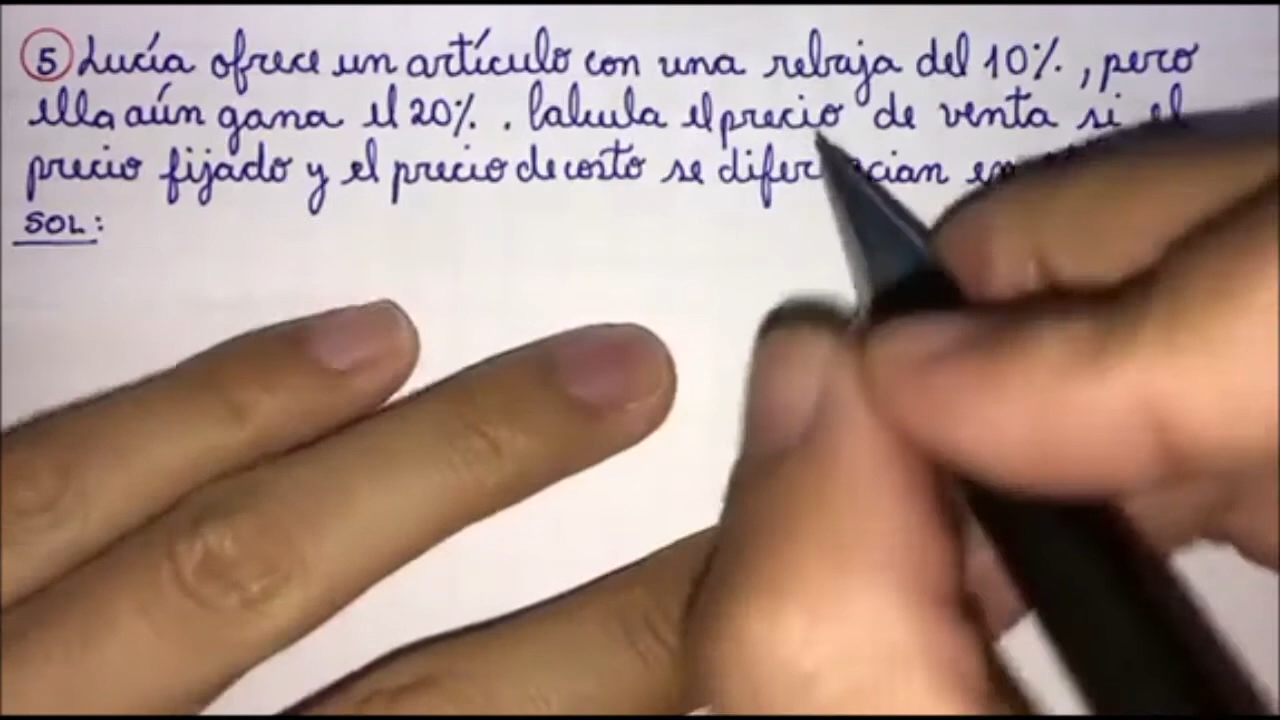 5 Lucía ofrece un artículo con una rebaja del 10%, pero
ella aún gana el 20%. Calcula el precio de venta si el
precio fijado y el precio de costo se diferencian en
SOL: